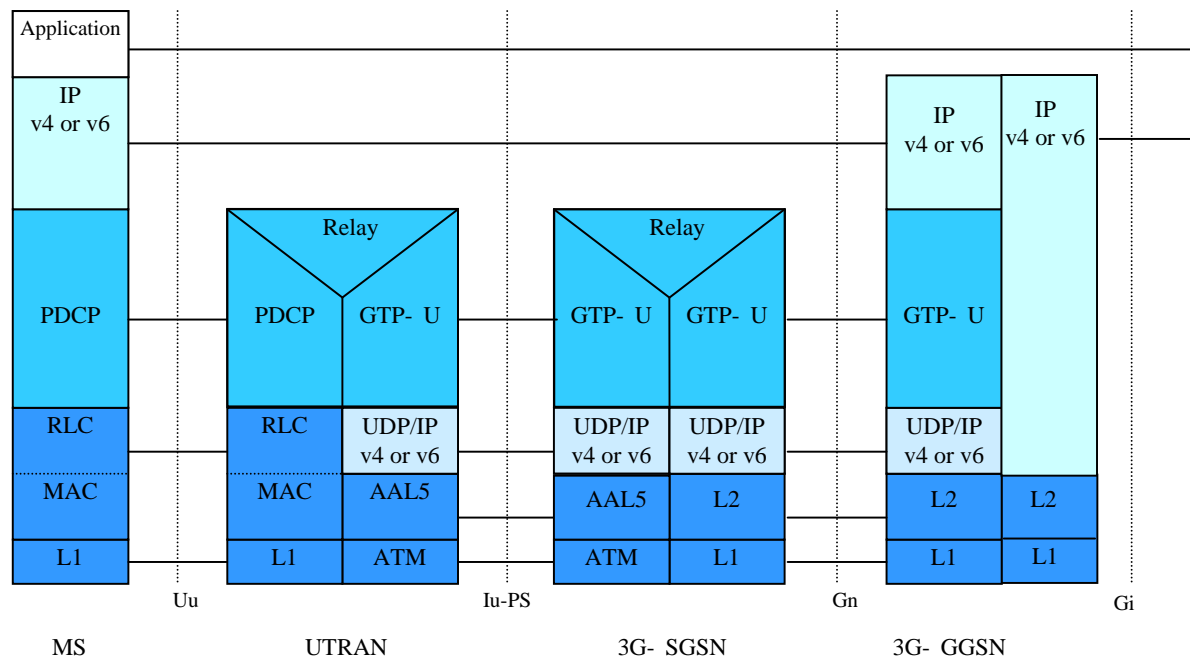 Application
IP
v4 or v6
IP
v4 or v6
IP
v4 or v6
Relay
Relay
PDCP
PDCP
GTP- U
GTP- U
GTP- U
GTP- U
RLC
RLC
UDP/IP
v4 or v6
UDP/IP
v4 or v6
UDP/IP
v4 or v6
UDP/IP
v4 or v6
MAC
MAC
AAL5
AAL5
L2
L2
L2
L1
L1
ATM
ATM
L1
L1
L1
Uu
Iu-PS
Gn
Gi
MS
UTRAN
3G- SGSN
3G- GGSN